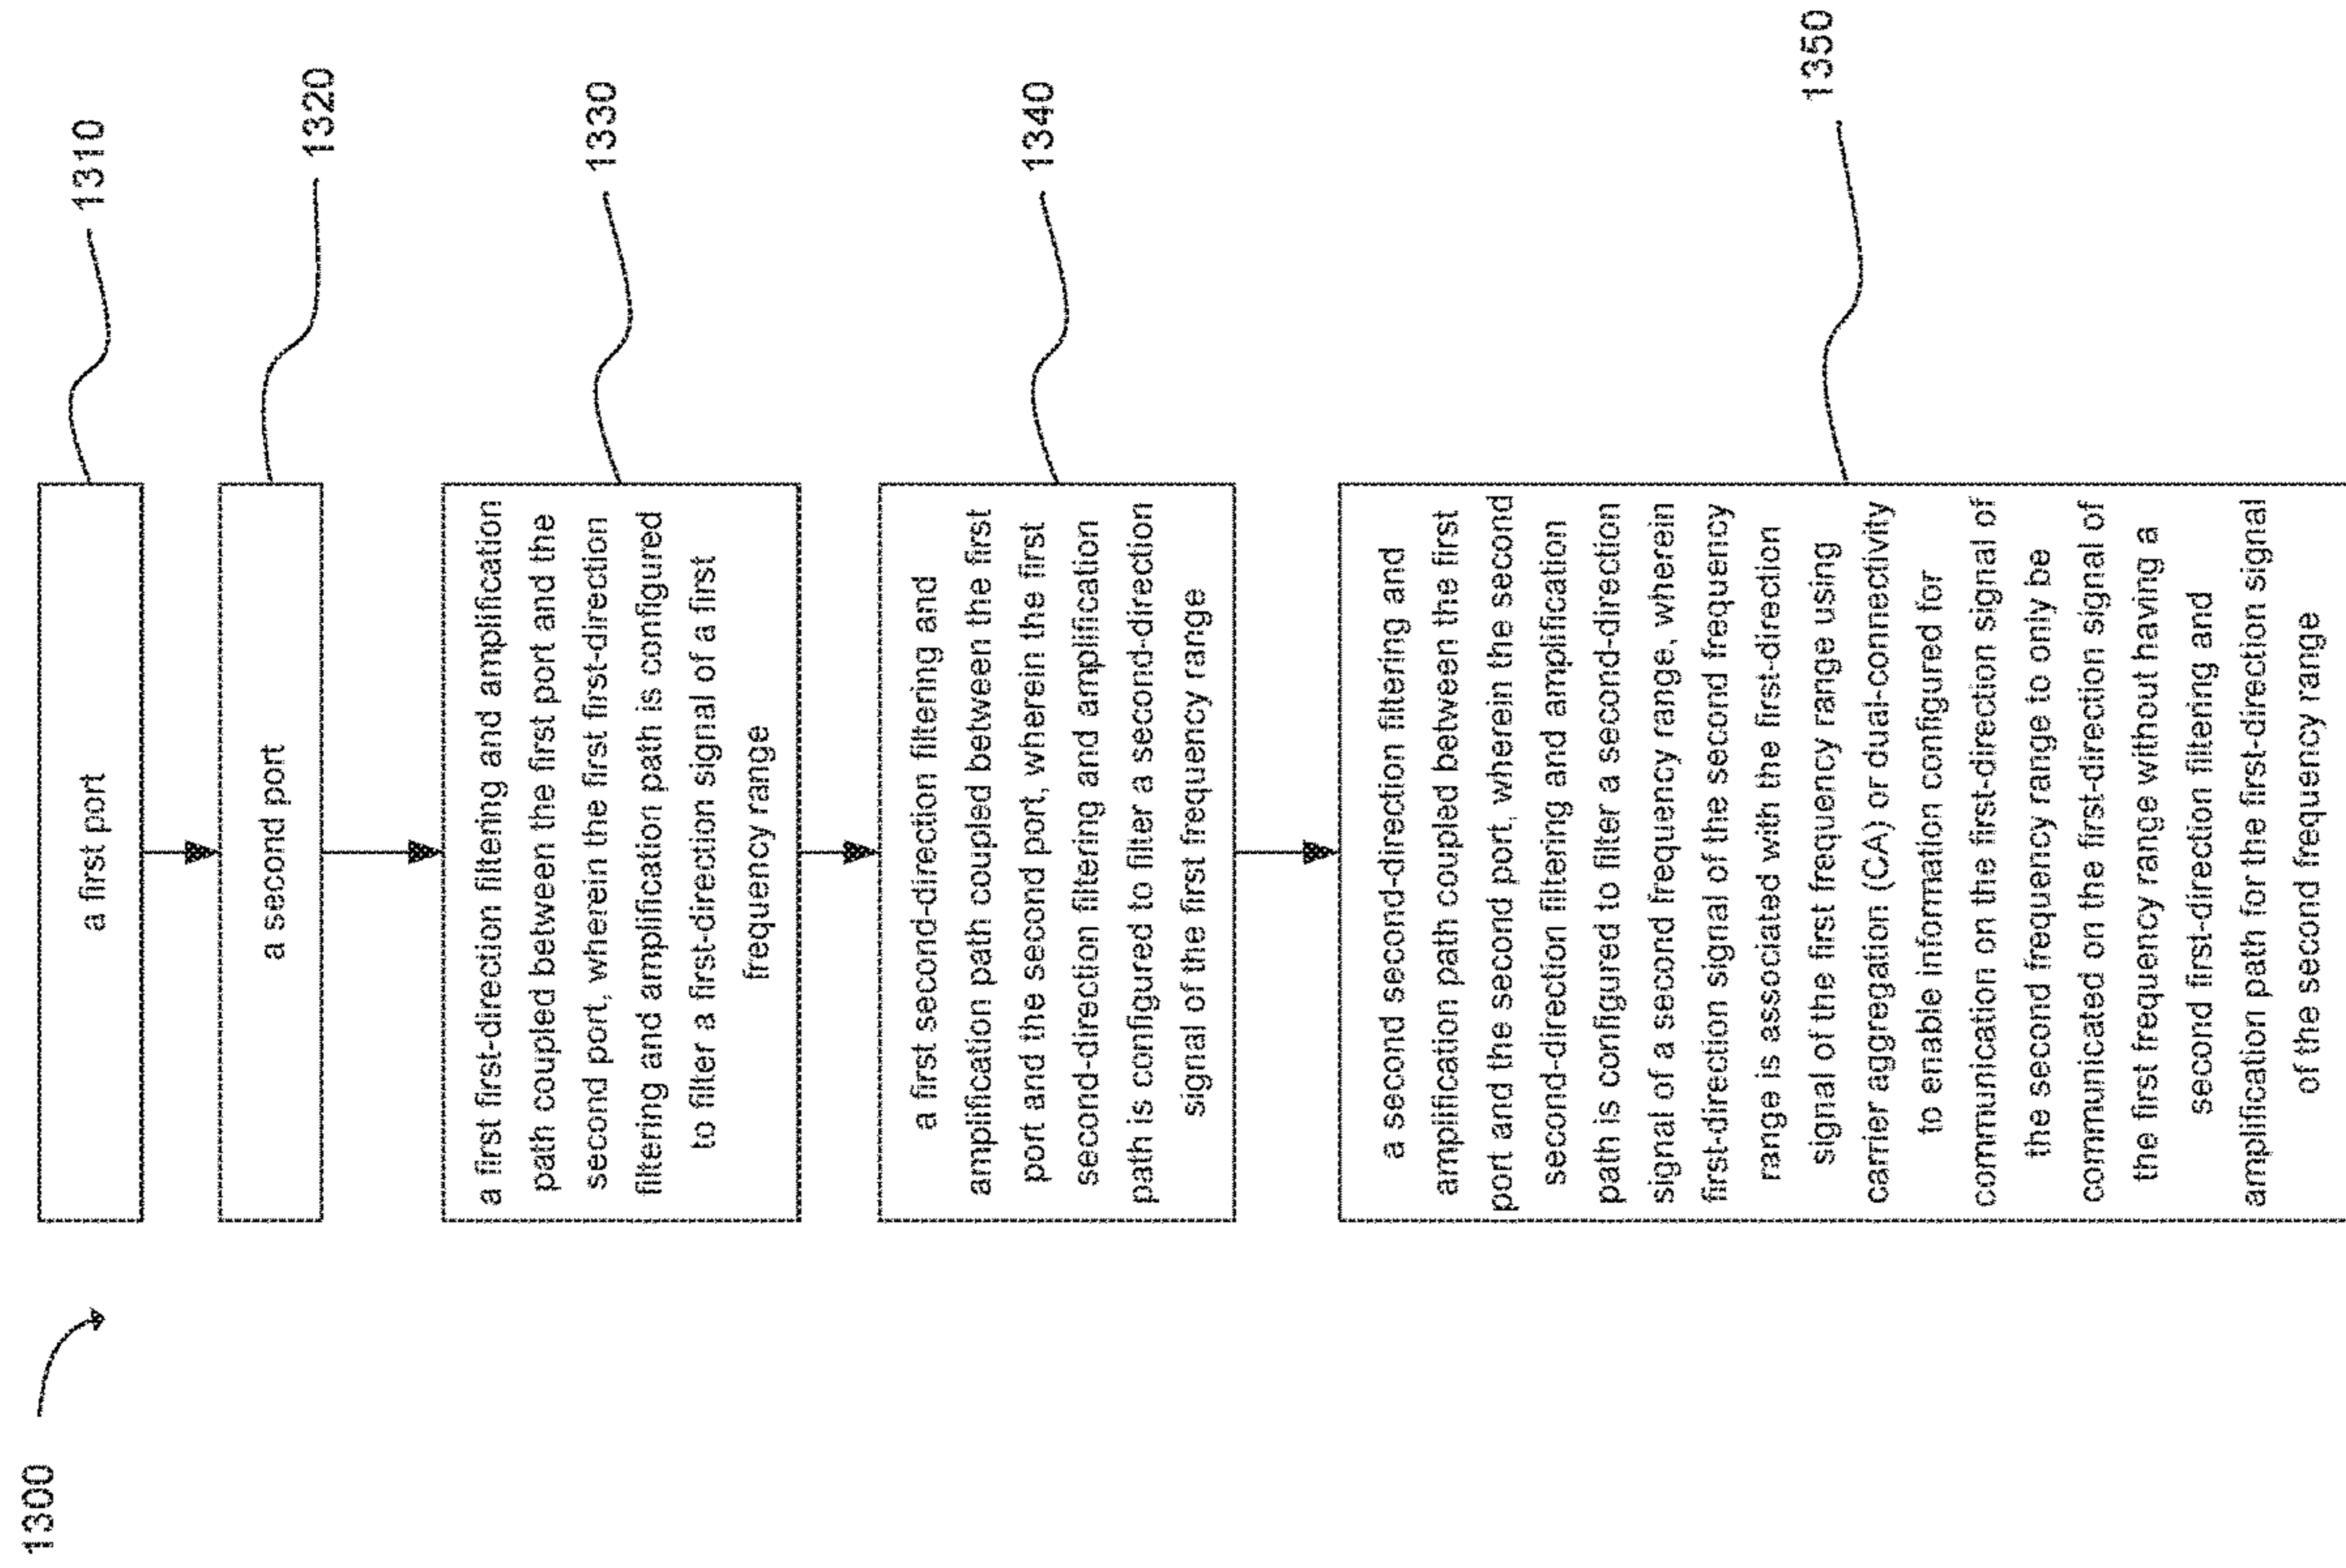 1300
a first port
1310
a second port
1320
a first first-direction filtering and amplification
path coupled between the first port and the
second port, wherein the first first-direction
filtering and amplification path is configured
to filter a first-direction signal of a first
frequency range
1330
a first second-direction filtering and
amplification path coupled between the first
port and the second port, wherein the first
second-direction filtering and amplification
path is configured to filter a second-direction
signal of the first frequency range
1340
a second second-direction filtering and
amplification path coupled between the first
port and the second port, wherein the second
second-direction filtering and amplification
path is configured to filter a second-direction
signal of a second frequency range, wherein
first-direction signal of the second frequency
range is associated with the first-direction
signal of the first frequency range using
carrier aggregation (CA) or dual-connectivity
to enable information configured for
communication on the first-direction signal of
the second frequency range to only be
communicated on the first-direction signal of
the first frequency range without having a
second first-direction filtering and
amplification path for the first-direction signal
of the second frequency range
1350